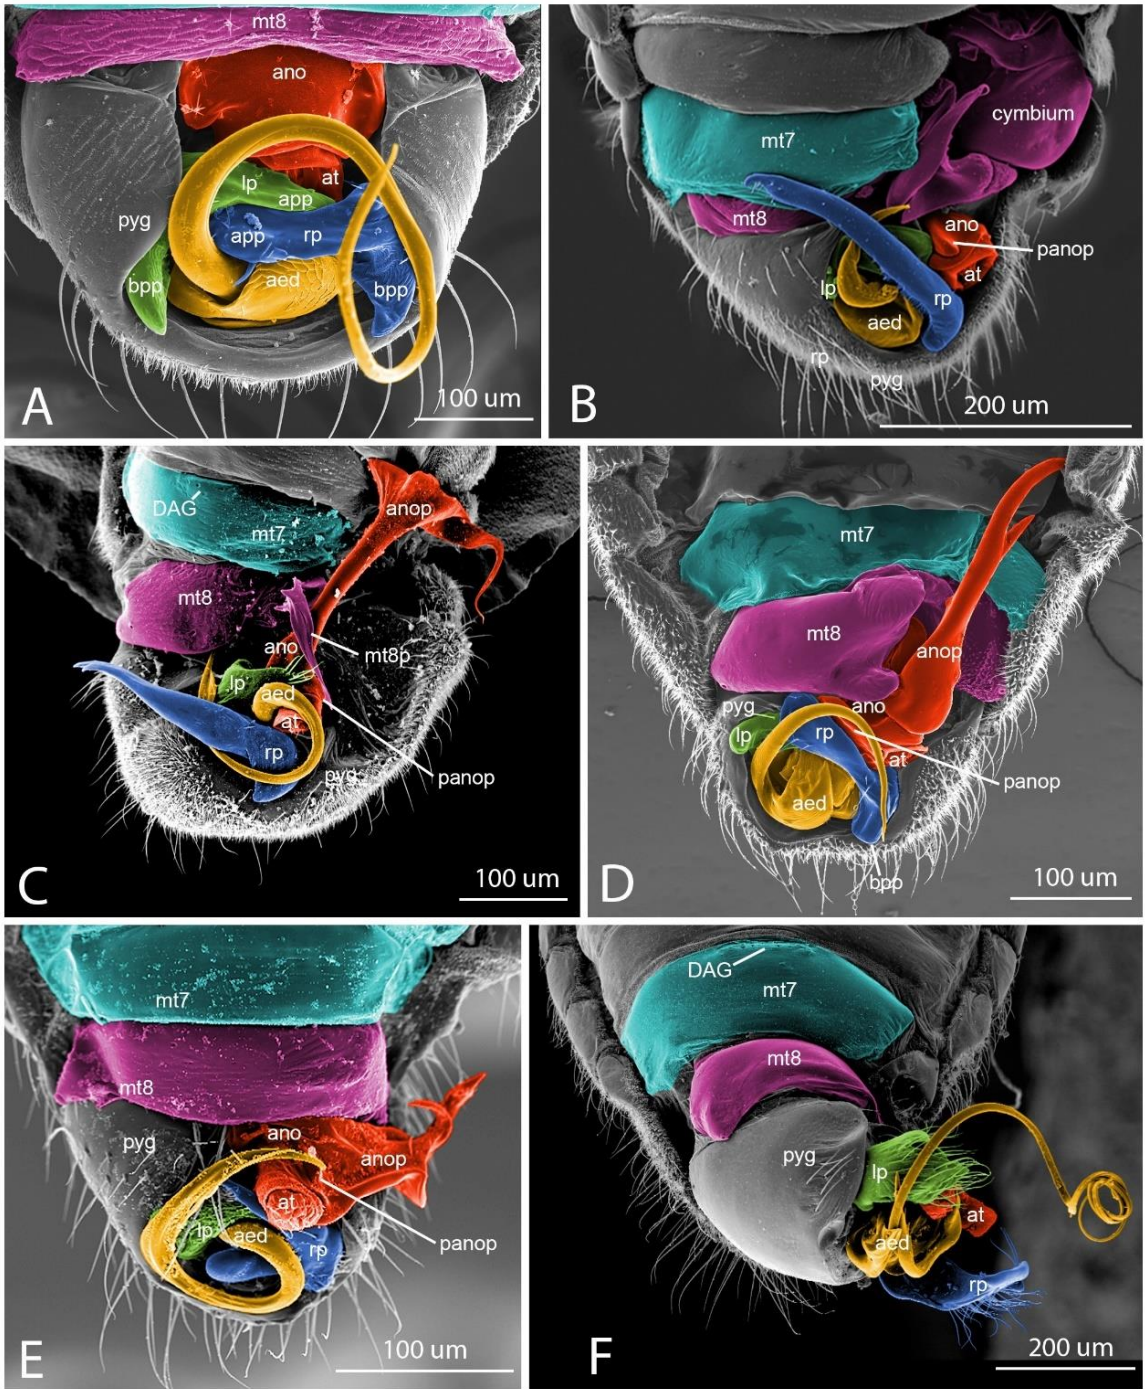 mt8
ano
at
lp
app
pyg
app
rp
aed
bpp
bpp
A
100 um
cymbium
mt7
mt8
ano
panop
at
lp
rp
aed
rp
pyg
B
200 um
DAG
mt7
anop
mt8
ano
mt8p
lp
aed
at
rp
pyg
panop
C
100 um
mt7
mt8
anop
pyg
ano
lp
rp
at
panop
aed
bpp
D
100 um
mt7
mt8
pyg
ano
anop
at
lp
aed
rp
panop
E
100 um
DAG
mt7
mt8
pyg
lp
at
aed
rp
F
200 um